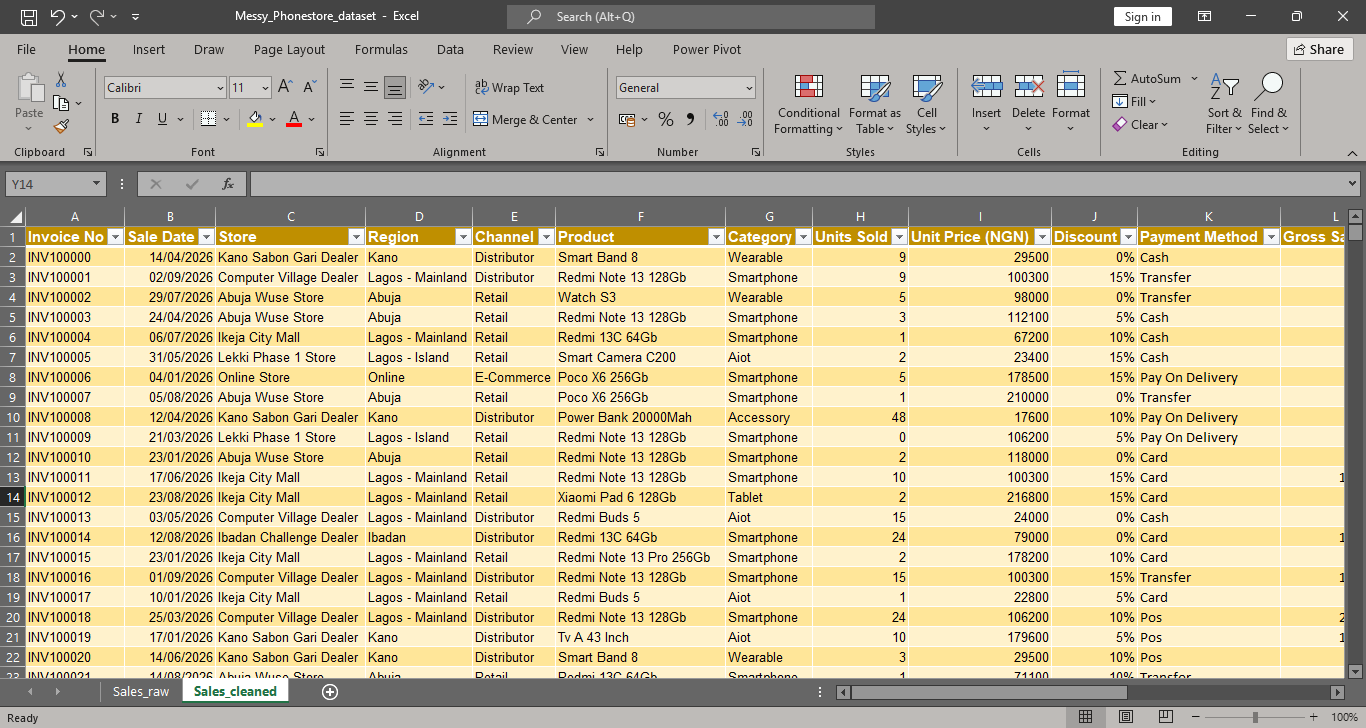 Messy_Phonestore_dataset - Excel
Search (Alt+Q)
Sign in
File Home Insert Draw Page Layout Formulas Data Review View Help Power Pivot
Share
Paste
Clipboard
Calibri 11
B I U
Font
Wrap Text
Merge & Center
Alignment
General
Number
Conditional Formatting
Format as Table
Cell Styles
Styles
Insert Delete Format
Cells
AutoSum
Fill
Clear
Sort & Filter
Find & Select
Editing
Y14 fx
A B C D E F G H I J K L
1 Invoice No Sale Date Store Region Channel Product Category Units Sold Unit Price (NGN) Discount Payment Method Gross Sa
2 INV100000 14/04/2026 Kano Sabon Gari Dealer Kano Distributor Smart Band 8 Wearable 9 29500 0% Cash
3 INV100001 02/09/2026 Computer Village Dealer Lagos - Mainland Distributor Redmi Note 13 128Gb Smartphone 9 100300 15% Transfer
4 INV100002 29/07/2026 Abuja Wuse Store Abuja Retail Watch S3 Wearable 5 98000 0% Transfer
5 INV100003 24/04/2026 Abuja Wuse Store Abuja Retail Redmi Note 13 128Gb Smartphone 3 112100 5% Cash
6 INV100004 06/07/2026 Ikeja City Mall Lagos - Mainland Retail Redmi 13C 64Gb Smartphone 1 67200 10% Cash
7 INV100005 31/05/2026 Lekki Phase 1 Store Lagos - Island Retail Smart Camera C200 Aiot 2 23400 15% Cash
8 INV100006 04/01/2026 Online Store Online E-Commerce Poco X6 256Gb Smartphone 5 178500 15% Pay On Delivery
9 INV100007 05/08/2026 Abuja Wuse Store Abuja Retail Poco X6 256Gb Smartphone 1 210000 0% Transfer
10 INV100008 12/04/2026 Kano Sabon Gari Dealer Kano Distributor Power Bank 20000Mah Accessory 48 17600 10% Pay On Delivery
11 INV100009 21/03/2026 Lekki Phase 1 Store Lagos - Island Retail Redmi Note 13 128Gb Smartphone 0 106200 5% Pay On Delivery
12 INV100010 23/01/2026 Abuja Wuse Store Abuja Retail Redmi Note 13 128Gb Smartphone 2 118000 0% Card
13 INV100011 17/06/2026 Ikeja City Mall Lagos - Mainland Retail Redmi Note 13 128Gb Smartphone 10 100300 15% Card 1
14 INV100012 23/08/2026 Ikeja City Mall Lagos - Mainland Retail Xiaomi Pad 6 128Gb Tablet 2 216800 15% Card
15 INV100013 03/05/2026 Computer Village Dealer Lagos - Mainland Distributor Redmi Buds 5 Aiot 15 24000 0% Cash
16 INV100014 12/08/2026 Ibadan Challenge Dealer Ibadan Distributor Redmi 13C 64Gb Smartphone 24 79000 0% Card 1
17 INV100015 23/01/2026 Ikeja City Mall Lagos - Mainland Retail Redmi Note 13 Pro 256Gb Smartphone 2 178200 10% Card
18 INV100016 01/09/2026 Computer Village Dealer Lagos - Mainland Distributor Redmi Note 13 128Gb Smartphone 15 100300 15% Transfer 1
19 INV100017 10/01/2026 Ikeja City Mall Lagos - Mainland Retail Redmi Buds 5 Aiot 1 22800 5% Card
20 INV100018 25/03/2026 Computer Village Dealer Lagos - Mainland Distributor Redmi Note 13 128Gb Smartphone 24 106200 10% Pos 2
21 INV100019 17/01/2026 Kano Sabon Gari Dealer Kano Distributor Tv A 43 Inch Aiot 10 179600 5% Pos 1
22 INV100020 14/06/2026 Kano Sabon Gari Dealer Kano Distributor Smart Band 8 Wearable 3 29500 10% Pos
23 INV100021 14/08/2026 Abuja Wuse Store Abuja Retail Redmi 13C 64Gb Smartphone 1 71100 10% Transfer
Sales_raw Sales_cleaned
Ready 100%